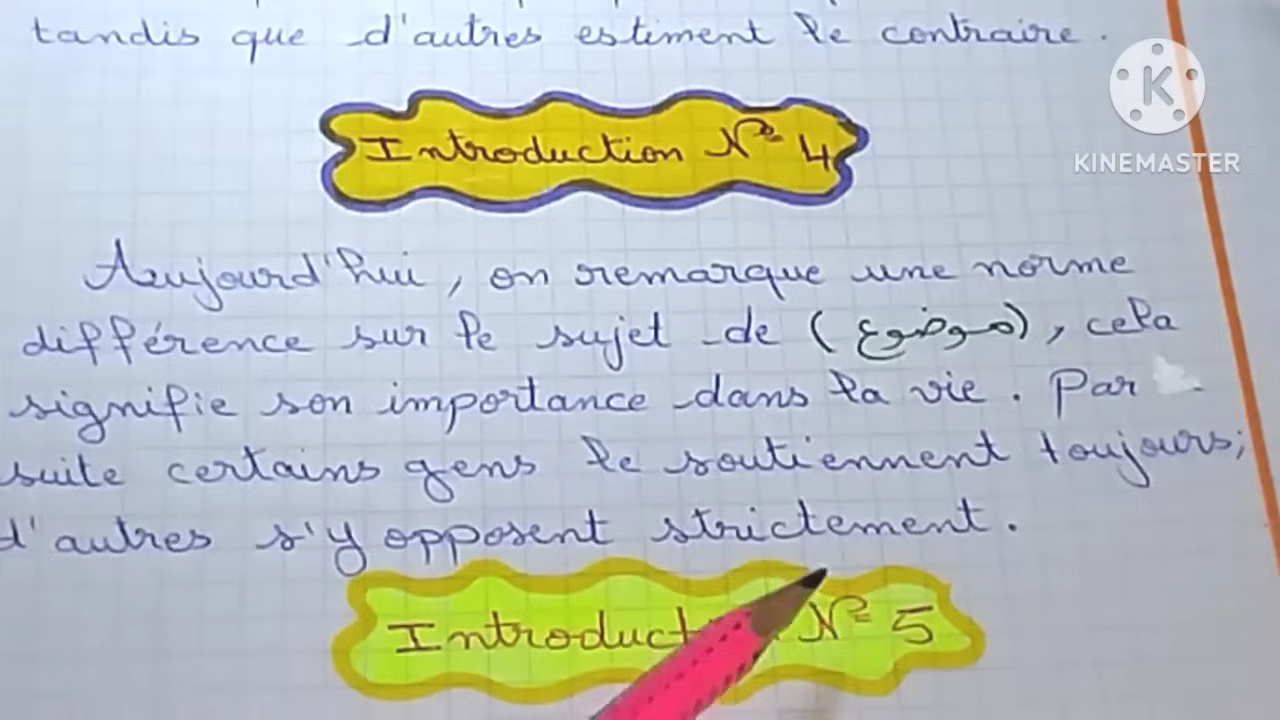 tandis que d'autres estiment le contraire.
KINEMASTER
Introduction N° 4
Aujourd'hui, on remarque une norme
différence sur le sujet de (موضوع), cela
signifie son importance dans la vie. Par
suite certains gens le soutiennent toujours;
d'autres s'y opposent strictement.
Introduct N° 5